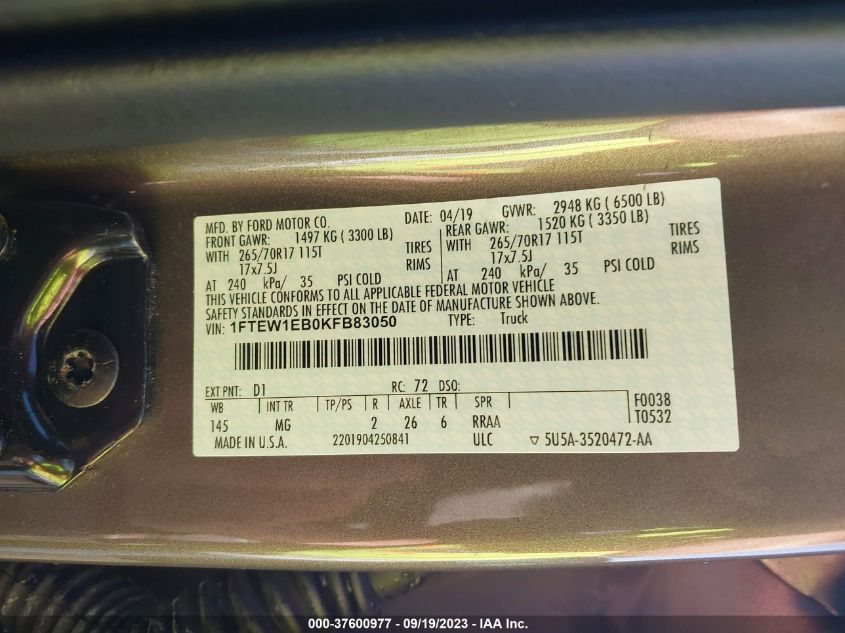 MFD. BY FORD MOTOR CO. DATE: 04/19 GVWR: 2948 KG ( 6500 LB)
FRONT GAWR: 1497 KG ( 3300 LB) REAR GAWR: 1520 KG ( 3350 LB)
WITH 265/70R17 115T TIRES WITH 265/70R17 115T TIRES
17x7.5J RIMS 17x7.5J RIMS
AT 240 kPa/ 35 PSI COLD AT 240 kPa/ 35 PSI COLD
THIS VEHICLE CONFORMS TO ALL APPLICABLE FEDERAL MOTOR VEHICLE
SAFETY STANDARDS IN EFFECT ON THE DATE OF MANUFACTURE SHOWN ABOVE.
VIN: 1FTEW1EB0KFB83050 TYPE: Truck
EXT PNT: D1 RC: 72 DSO:
WB INT TR TP/PS R AXLE TR SPR F0038
145 MG 2 26 6 RRAA T0532
MADE IN U.S.A. 2201904250841 ULC ▽ 5U5A-3520472-AA
000-37600977 - 09/19/2023 - IAA Inc.